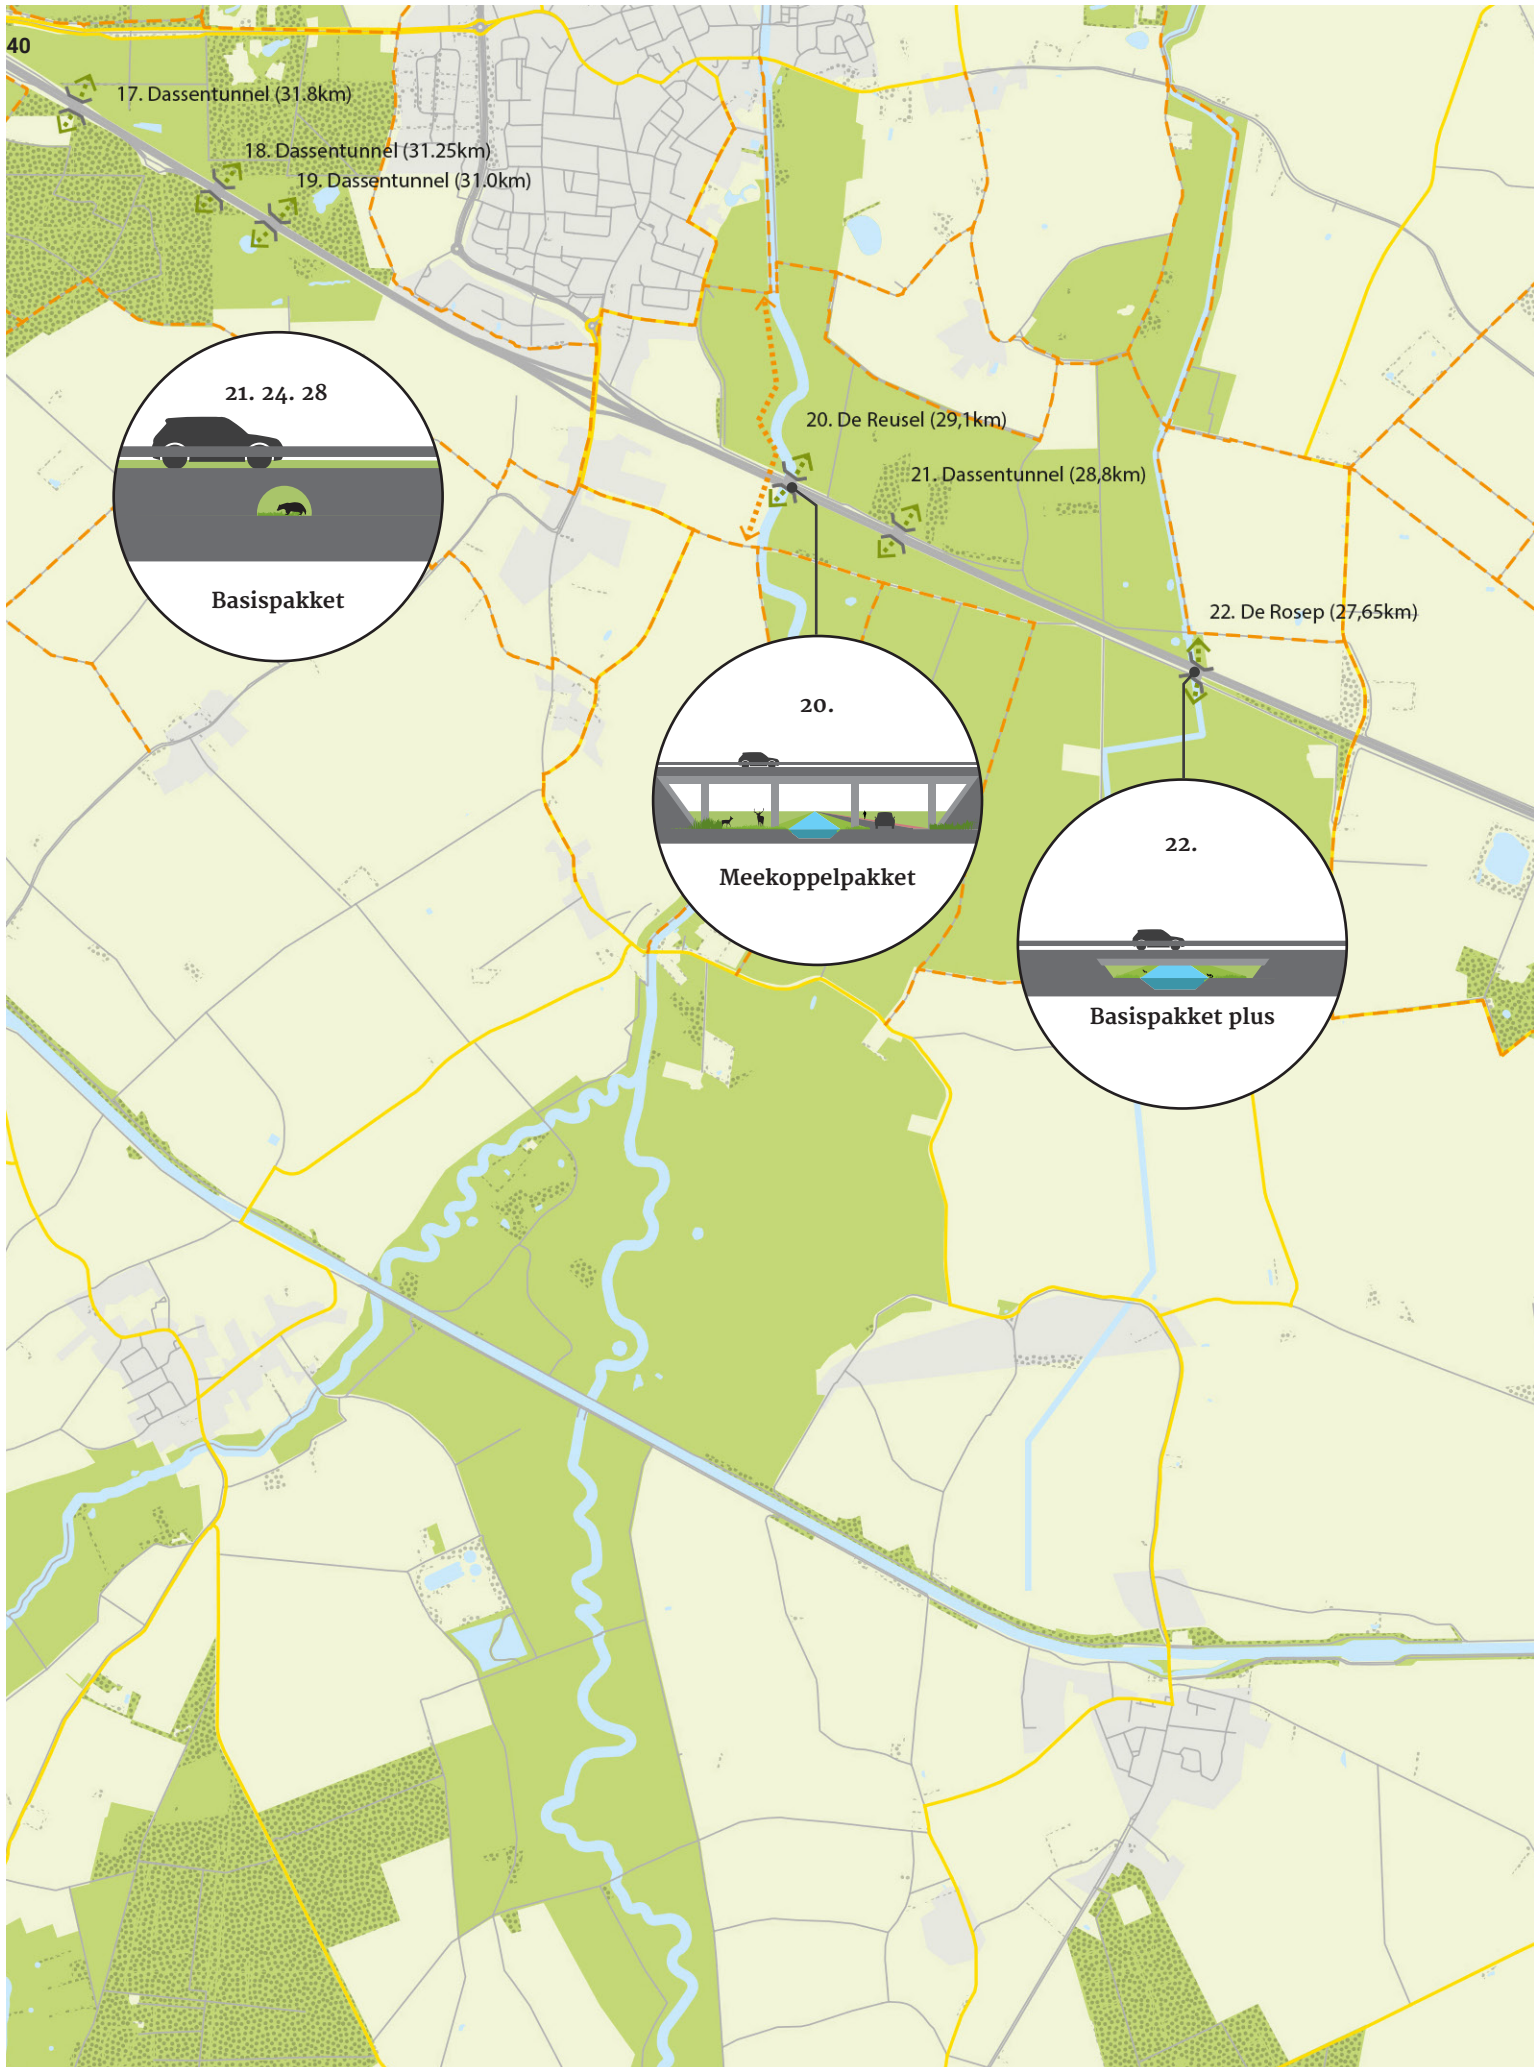 40
17. Dassentunnel (31.8km)
18. Dassentunnel (31.25km)
19. Dassentunnel (31.0km)
21. 24. 28
Basispakket
20. De Reusel (29,1km)
21. Dassentunnel (28,8km)
22. De Rosep (27,65km)
20.
Meekoppelpakket
22.
Basispakket plus